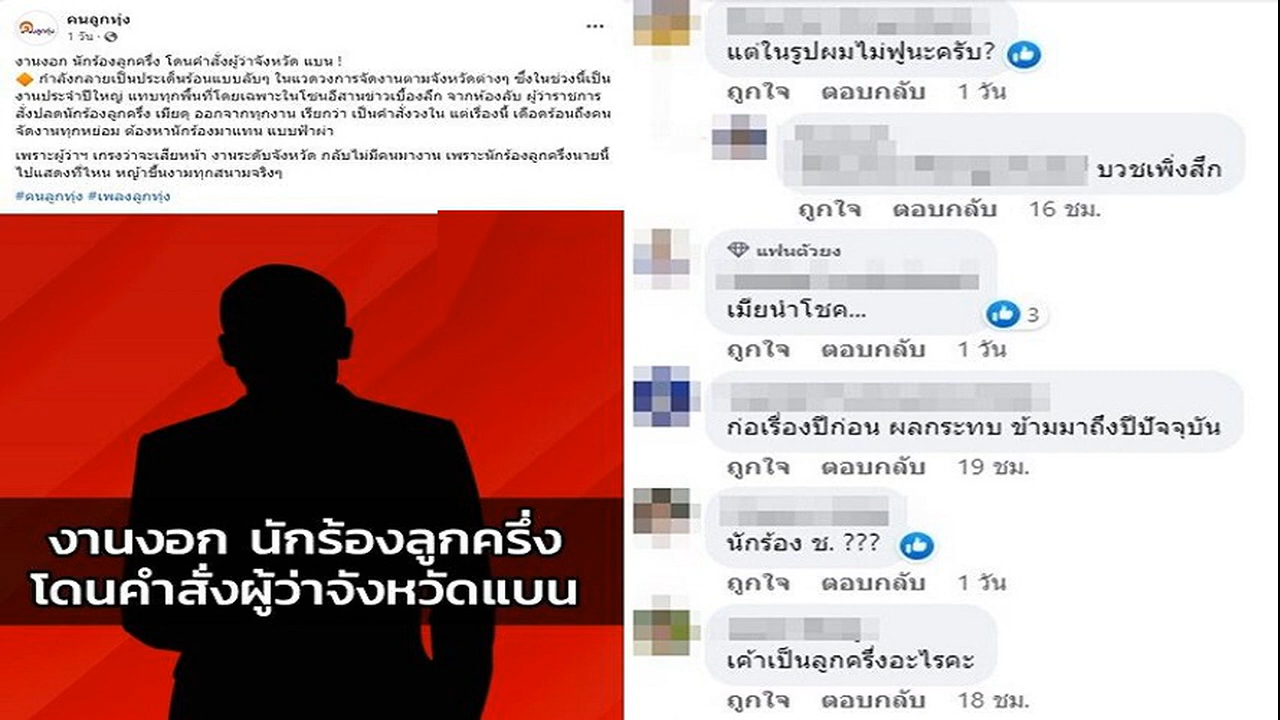 คนลูกทุ่ง
1 วัน ·
งานงอก นักร้องลูกครึ่ง โดนคำสั่งผู้ว่าจังหวัด แบน !
🔶 กำลังกลายเป็นประเด็นร้อนแบบลับๆ ในแวดวงการจัดงานตามจังหวัดต่างๆ ซึ่งในช่วงนี้เป็น
งานประจำปีใหญ่ แทบทุกพื้นที่โดยเฉพาะในโซนอีสานข่าวเบื้องลึก จากห้องลับ ผู้ว่าราชการ
สั่งปลดนักร้องลูกครึ่ง เมียดุ ออกจากทุกงาน เรียกว่า เป็นคำสั่งวงใน แต่เรื่องนี้ เดือดร้อนถึงคน
จัดงานทุกหย่อม ต้องหานักร้องมาแทน แบบฟ้าผ่า
เพราะผู้ว่าฯ เกรงว่าจะเสียหน้า งานระดับจังหวัด กลับไม่มีคนมางาน เพราะนักร้องลูกครึ่งนายนี้
ไปแสดงที่ไหน หญ้าขึ้นงามทุกสนามจริงๆ
#คนลูกทุ่ง #เพลงลูกทุ่ง
งานงอก นักร้องลูกครึ่ง
โดนคำสั่งผู้ว่าจังหวัดแบน
แต่ในรูปผมไม่ฟูนะครับ?
ถูกใจ ตอบกลับ 1 วัน
บวชเพิ่งสึก
ถูกใจ ตอบกลับ 16 ชม.
แฟนตัวยง
เมียนำโชค...
3
ถูกใจ ตอบกลับ 1 วัน
ก่อเรื่องปีก่อน ผลกระทบ ข้ามมาถึงปีปัจจุบัน
ถูกใจ ตอบกลับ 19 ชม.
นักร้อง ช. ???
ถูกใจ ตอบกลับ 1 วัน
เค้าเป็นลูกครึ่งอะไรคะ
ถูกใจ ตอบกลับ 18 ชม.